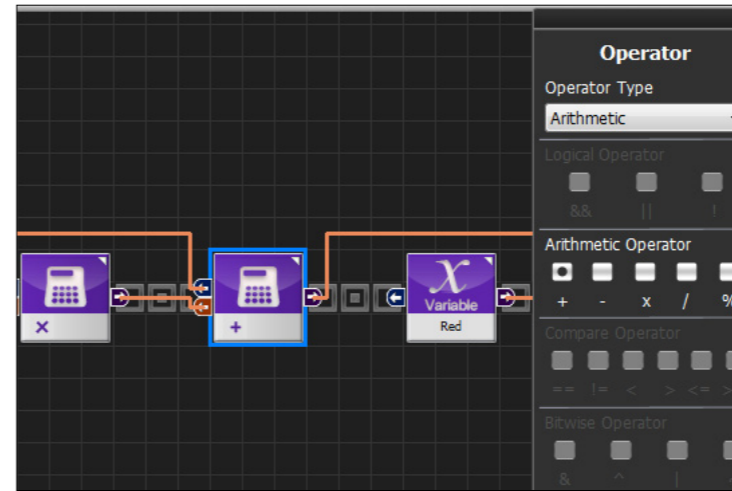 Operator
Operator Type
Arithmetic
Logical Operator
&& || !
Arithmetic Operator
+ - x / %
Compare Operator
== != < > <= >
Bitwise Operator
& ^ |
X
+
Variable
Red